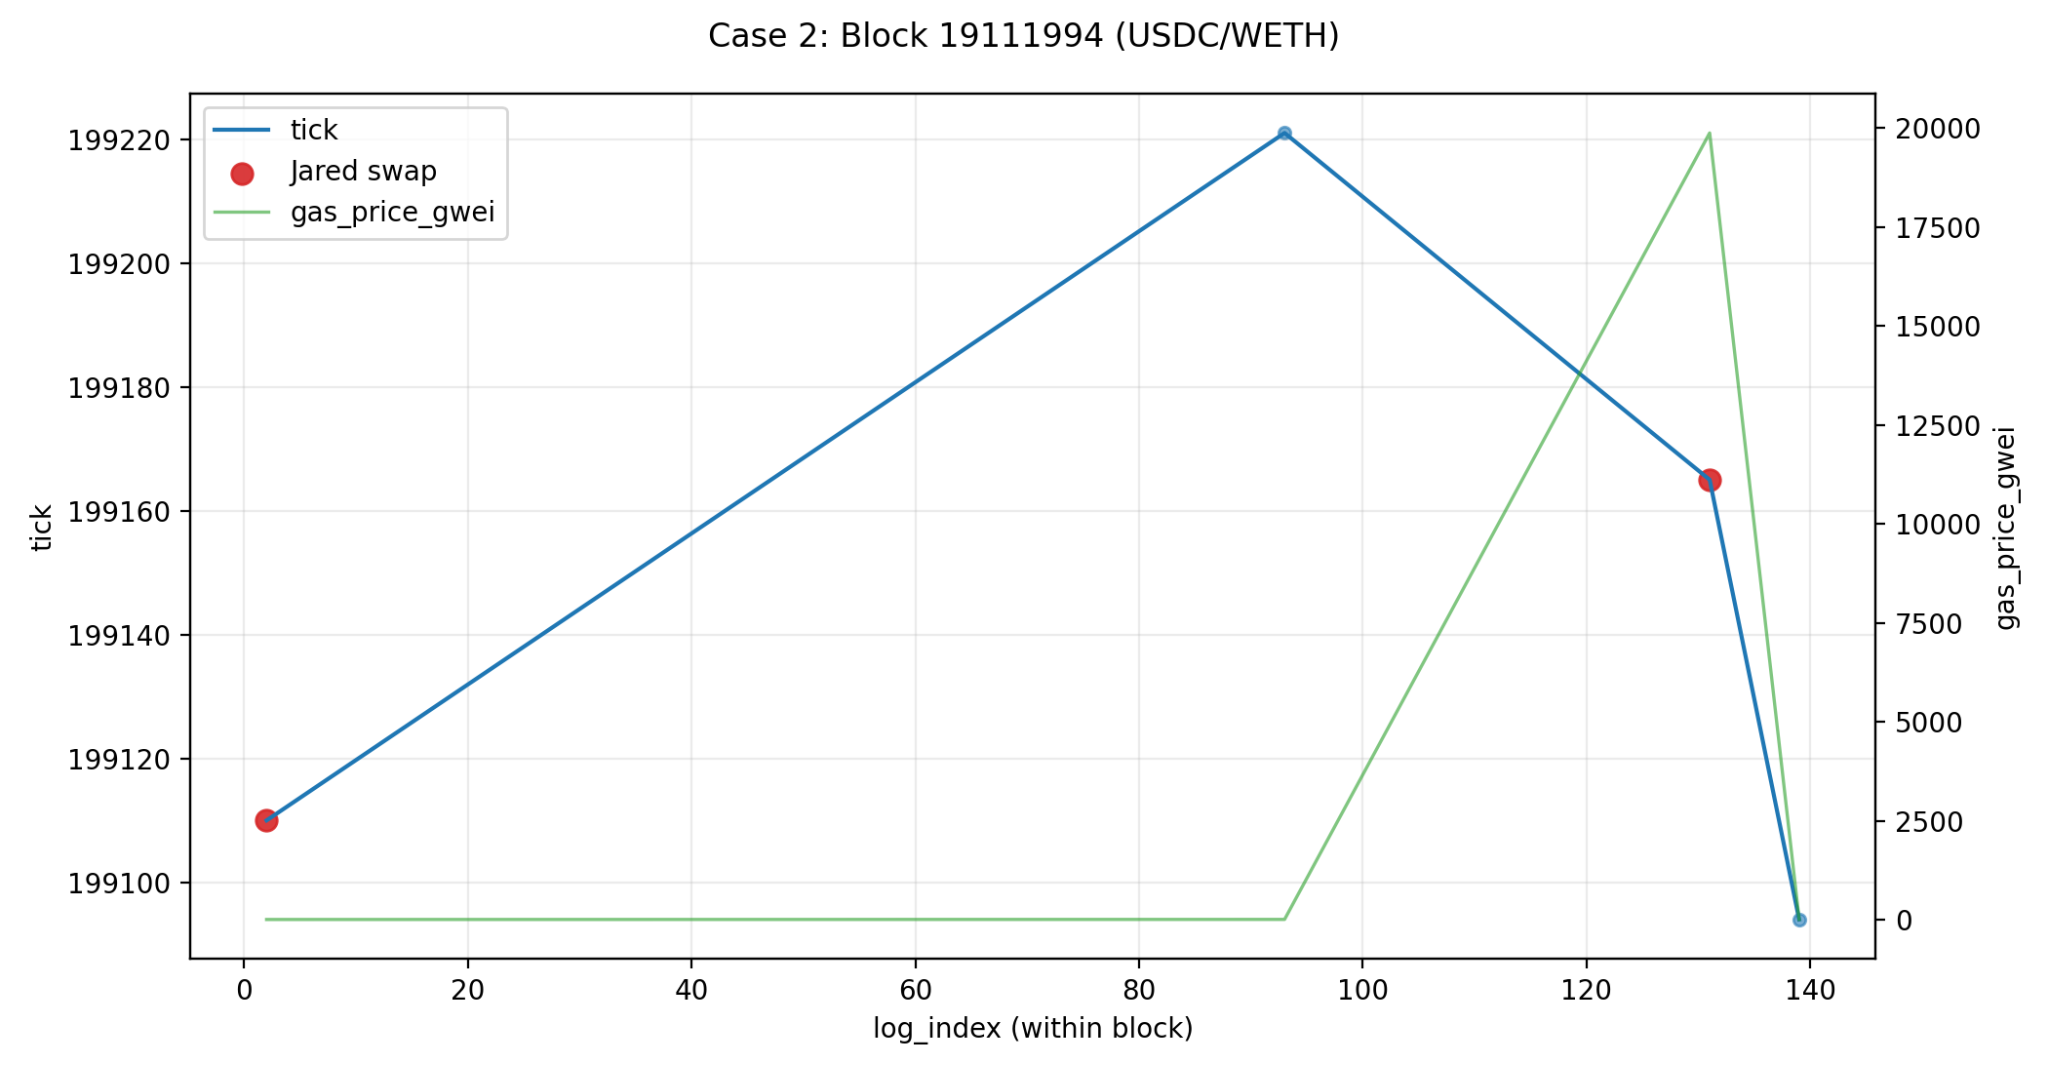 Case 2: Block 19111994 (USDC/WETH)
tick
Jared swap
gas_price_gwei
199220
199200
199180
199160
199140
199120
199100
tick
20000
17500
15000
12500
10000
7500
5000
2500
0
gas_price_gwei
0 20 40 60 80 100 120 140
log_index (within block)